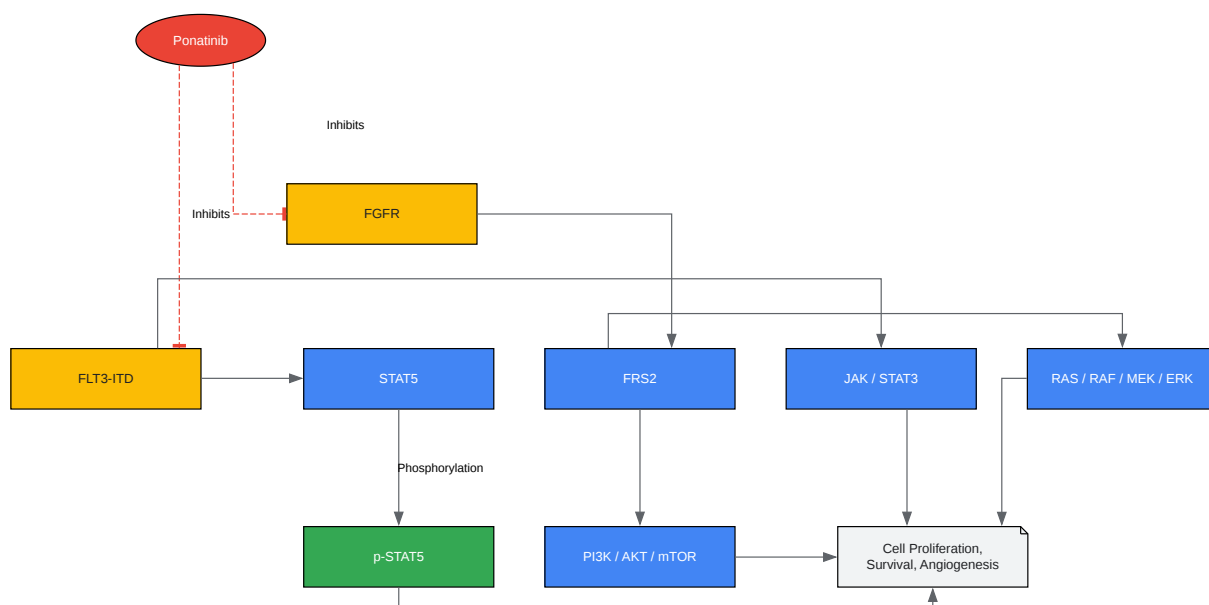 Ponatinib
Inhibits
Inhibits
FGFR
FLT3-ITD
STAT5
FRS2
JAK / STAT3
RAS / RAF / MEK / ERK
Phosphorylation
p-STAT5
PI3K / AKT / mTOR
Cell Proliferation,
Survival, Angiogenesis